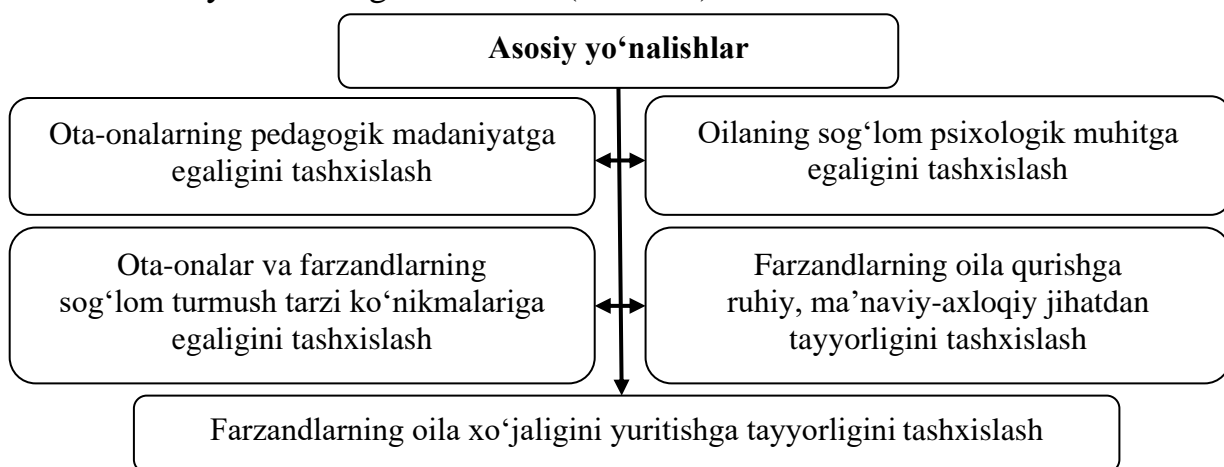 Asosiy yo‘nalishlar
Ota-onalarning pedagogik madaniyatga
egaligini tashxislash
Oilaning sog‘lom psixologik muhitga
egaligini tashxislash
Ota-onalar va farzandlarning
sog‘lom turmush tarzi ko‘nikmalariga
egaligini tashxislash
Farzandlarning oila qurishga
ruhiy, ma’naviy-axloqiy jihatdan
tayyorligini tashxislash
Farzandlarning oila xo‘jaligini yuritishga tayyorligini tashxislash